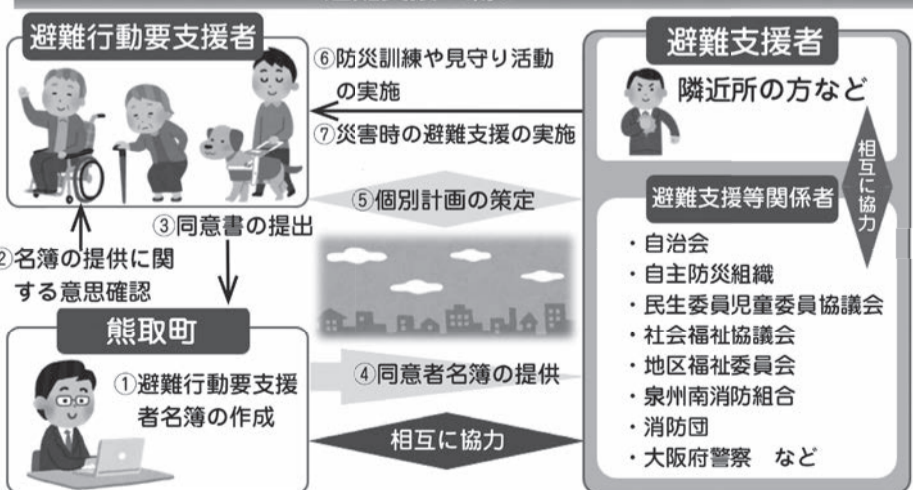 避難行動要支援者
⑥防災訓練や見守り活動
の実施
⑦災害時の避難支援の実施
避難支援者
隣近所の方など
相互に協力
⑤個別計画の策定
③同意書の提出
②名簿の提供に関
する意思確認
避難支援等関係者
・自治会
・自主防災組織
・民生委員児童委員協議会
・社会福祉協議会
・地区福祉委員会
・泉州南消防組合
・消防団
・大阪府警察 など
熊取町
①避難行動要支援
者名簿の作成
④同意者名簿の提供
相互に協力